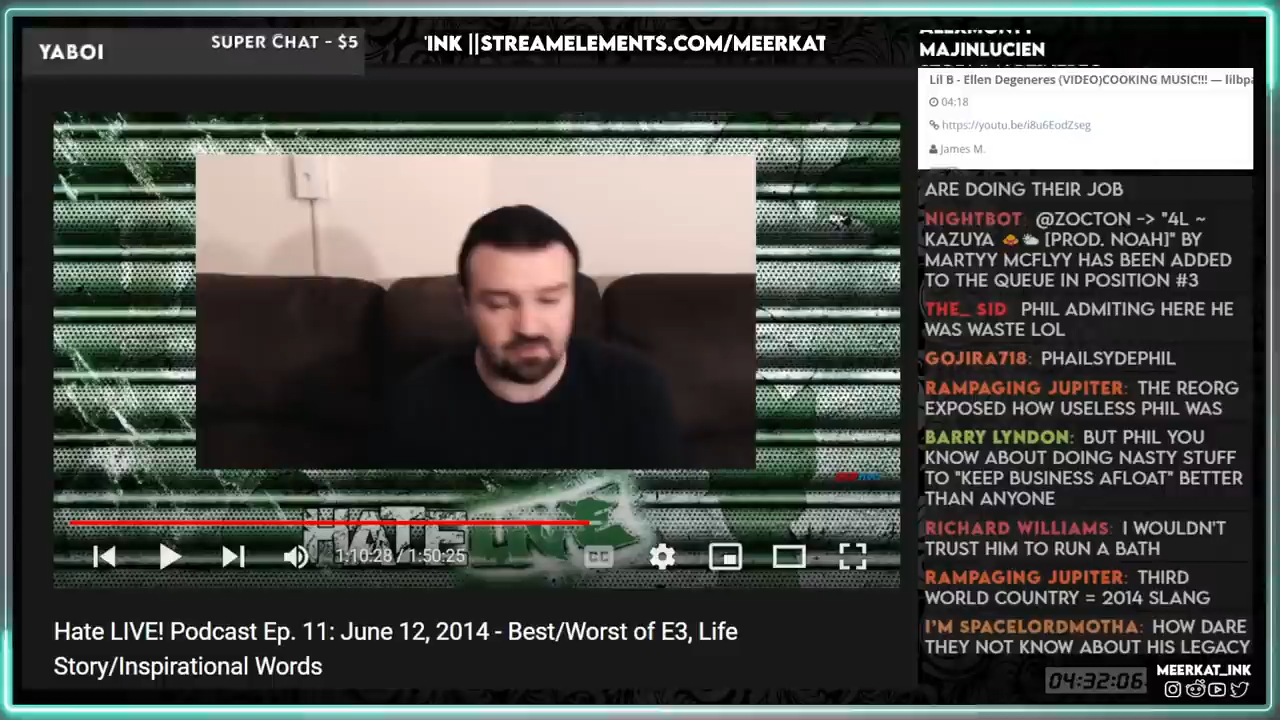 YABOI
SUPER CHAT - $5
INK ||STREAMELEMENTS.COM/MEERKAT
MAJINLUCIEN
Lil B - Ellen Degeneres (VIDEO)COOKING MUSIC!!! — lilbpa
04:18
https://youtu.be/i8u6EodZseg
James M.
ARE DOING THEIR JOB
NIGHTBOT: @ZOCTON -> "4L ~
KAZUYA [PROD. NOAH]" BY
MARTYY MCFLYY HAS BEEN ADDED
TO THE QUEUE IN POSITION #3
THE_ SID PHIL ADMITING HERE HE
WAS WASTE LOL
GOJIRA718: PHAILSYDEPHIL
RAMPAGING JUPITER: THE REORG
EXPOSED HOW USELESS PHIL WAS
BARRY LYNDON: BUT PHIL YOU
KNOW ABOUT DOING NASTY STUFF
TO "KEEP BUSINESS AFLOAT" BETTER
THAN ANYONE
RICHARD WILLIAMS: I WOULDN'T
TRUST HIM TO RUN A BATH
RAMPAGING JUPITER: THIRD
WORLD COUNTRY = 2014 SLANG
I'M SPACELORDMOTHA: HOW DARE
THEY NOT KNOW ABOUT HIS LEGACY
HATE LIVE
1:10:28 / 1:50:25
CC
Hate LIVE! Podcast Ep. 11: June 12, 2014 - Best/Worst of E3, Life
Story/Inspirational Words
04:32:06
MEERKAT_INK